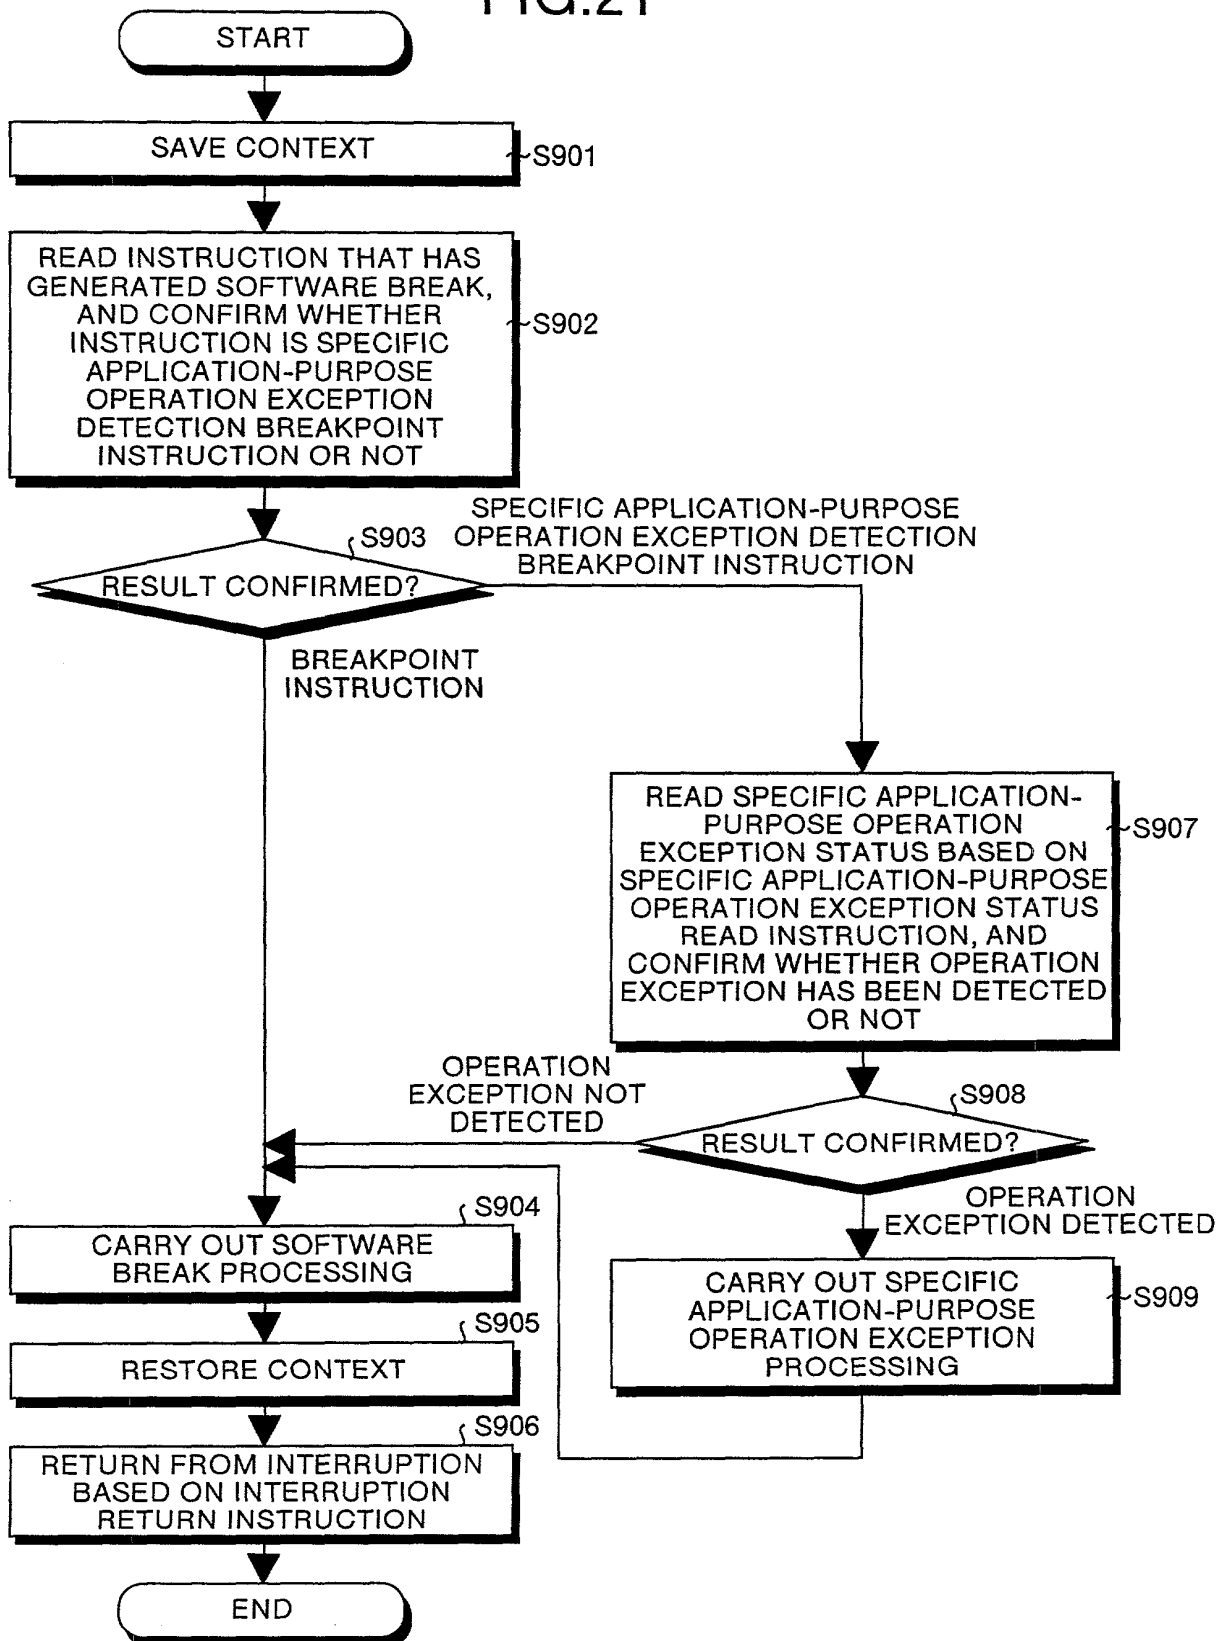 FIG.21
START
SAVE CONTEXT
S901
READ INSTRUCTION THAT HAS
GENERATED SOFTWARE BREAK,
AND CONFIRM WHETHER
INSTRUCTION IS SPECIFIC
APPLICATION-PURPOSE
OPERATION EXCEPTION
DETECTION BREAKPOINT
INSTRUCTION OR NOT
S902
S903
RESULT CONFIRMED?
SPECIFIC APPLICATION-PURPOSE
OPERATION EXCEPTION DETECTION
BREAKPOINT INSTRUCTION
BREAKPOINT
INSTRUCTION
READ SPECIFIC APPLICATION-
PURPOSE OPERATION
EXCEPTION STATUS BASED ON
SPECIFIC APPLICATION-PURPOSE
OPERATION EXCEPTION STATUS
READ INSTRUCTION, AND
CONFIRM WHETHER OPERATION
EXCEPTION HAS BEEN DETECTED
OR NOT
S907
OPERATION
EXCEPTION NOT
DETECTED
S908
RESULT CONFIRMED?
OPERATION
EXCEPTION DETECTED
S904
CARRY OUT SOFTWARE
BREAK PROCESSING
CARRY OUT SPECIFIC
APPLICATION-PURPOSE
OPERATION EXCEPTION
PROCESSING
S909
S905
RESTORE CONTEXT
S906
RETURN FROM INTERRUPTION
BASED ON INTERRUPTION
RETURN INSTRUCTION
END